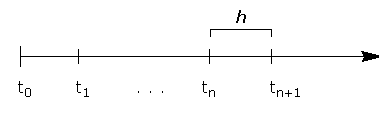 h
t₀ t₁ . . . tₙ tₙ₊₁